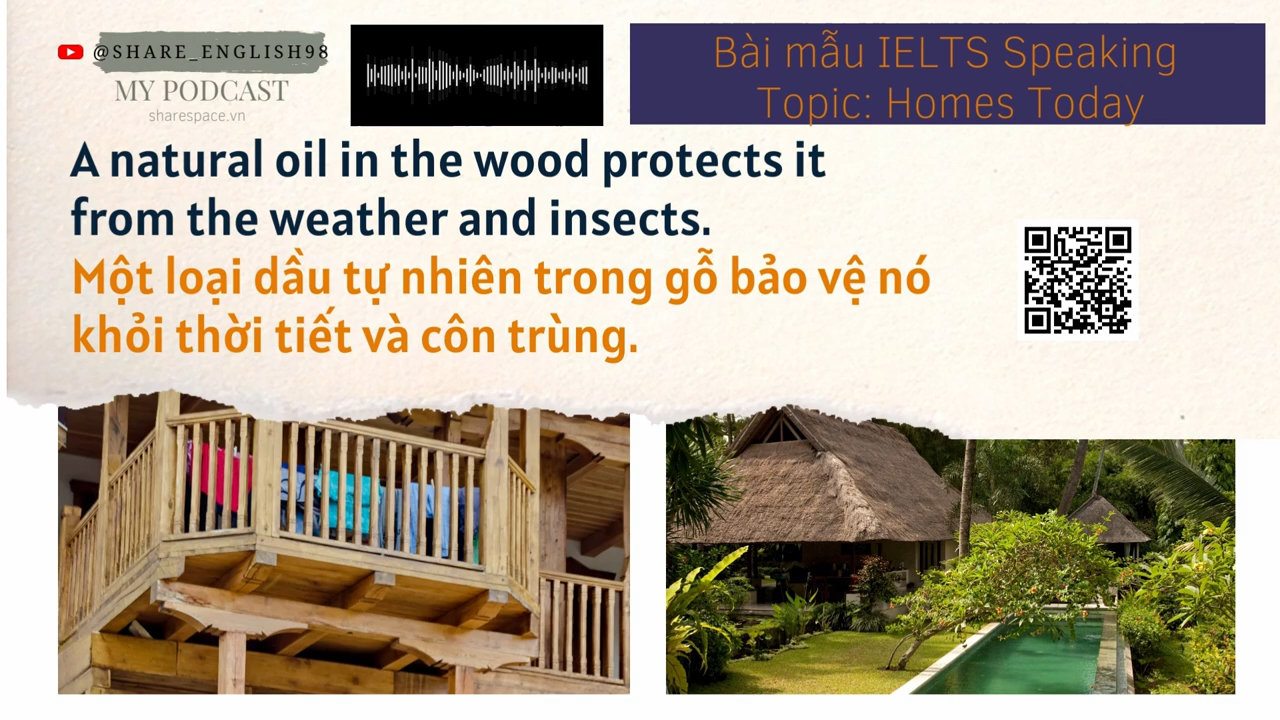 @SHARE_ENGLISH98
MY PODCAST
sharespace.vn
Bài mẫu IELTS Speaking
Topic: Homes Today
A natural oil in the wood protects it
from the weather and insects.
Một loại dầu tự nhiên trong gỗ bảo vệ nó
khỏi thời tiết và côn trùng.